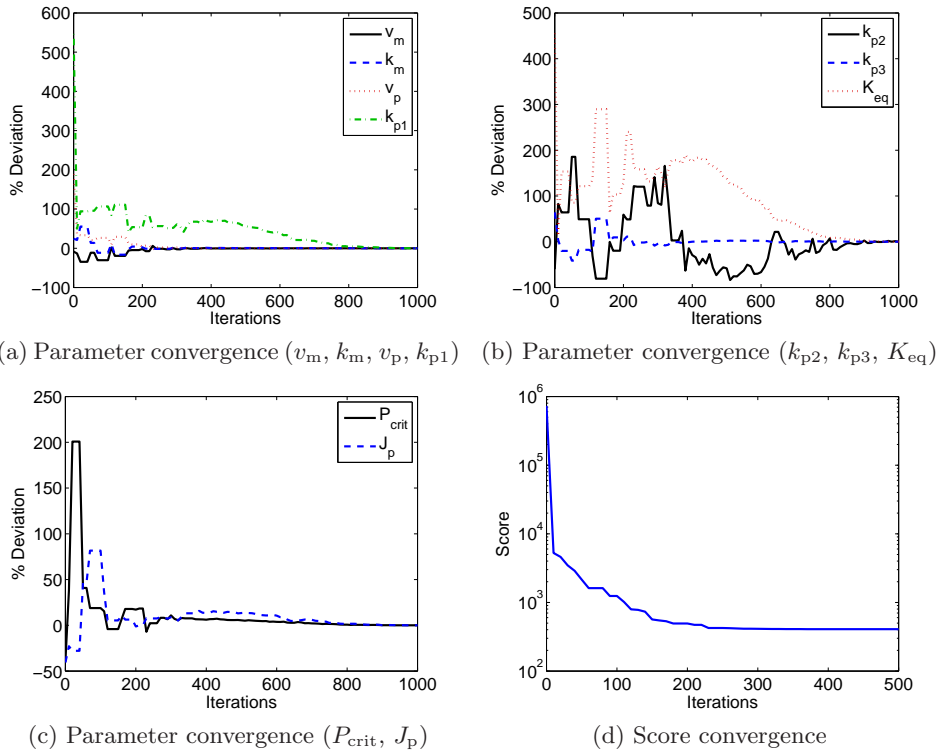 600
500
400
300
200
100
0
−100
% Deviation
0 200 400 600 800 1000
Iterations
v_m
k_m
v_p
k_p1
500
400
300
200
100
0
−100
% Deviation
0 200 400 600 800 1000
Iterations
k_p2
k_p3
K_eq
(a) Parameter convergence (v_m, k_m, v_p, k_p1)
(b) Parameter convergence (k_p2, k_p3, K_eq)
250
200
150
100
50
0
−50
% Deviation
0 200 400 600 800 1000
Iterations
P_crit
J_p
10^6
10^5
10^4
10^3
10^2
Score
0 100 200 300 400 500
Iterations
(c) Parameter convergence (P_crit, J_p)
(d) Score convergence